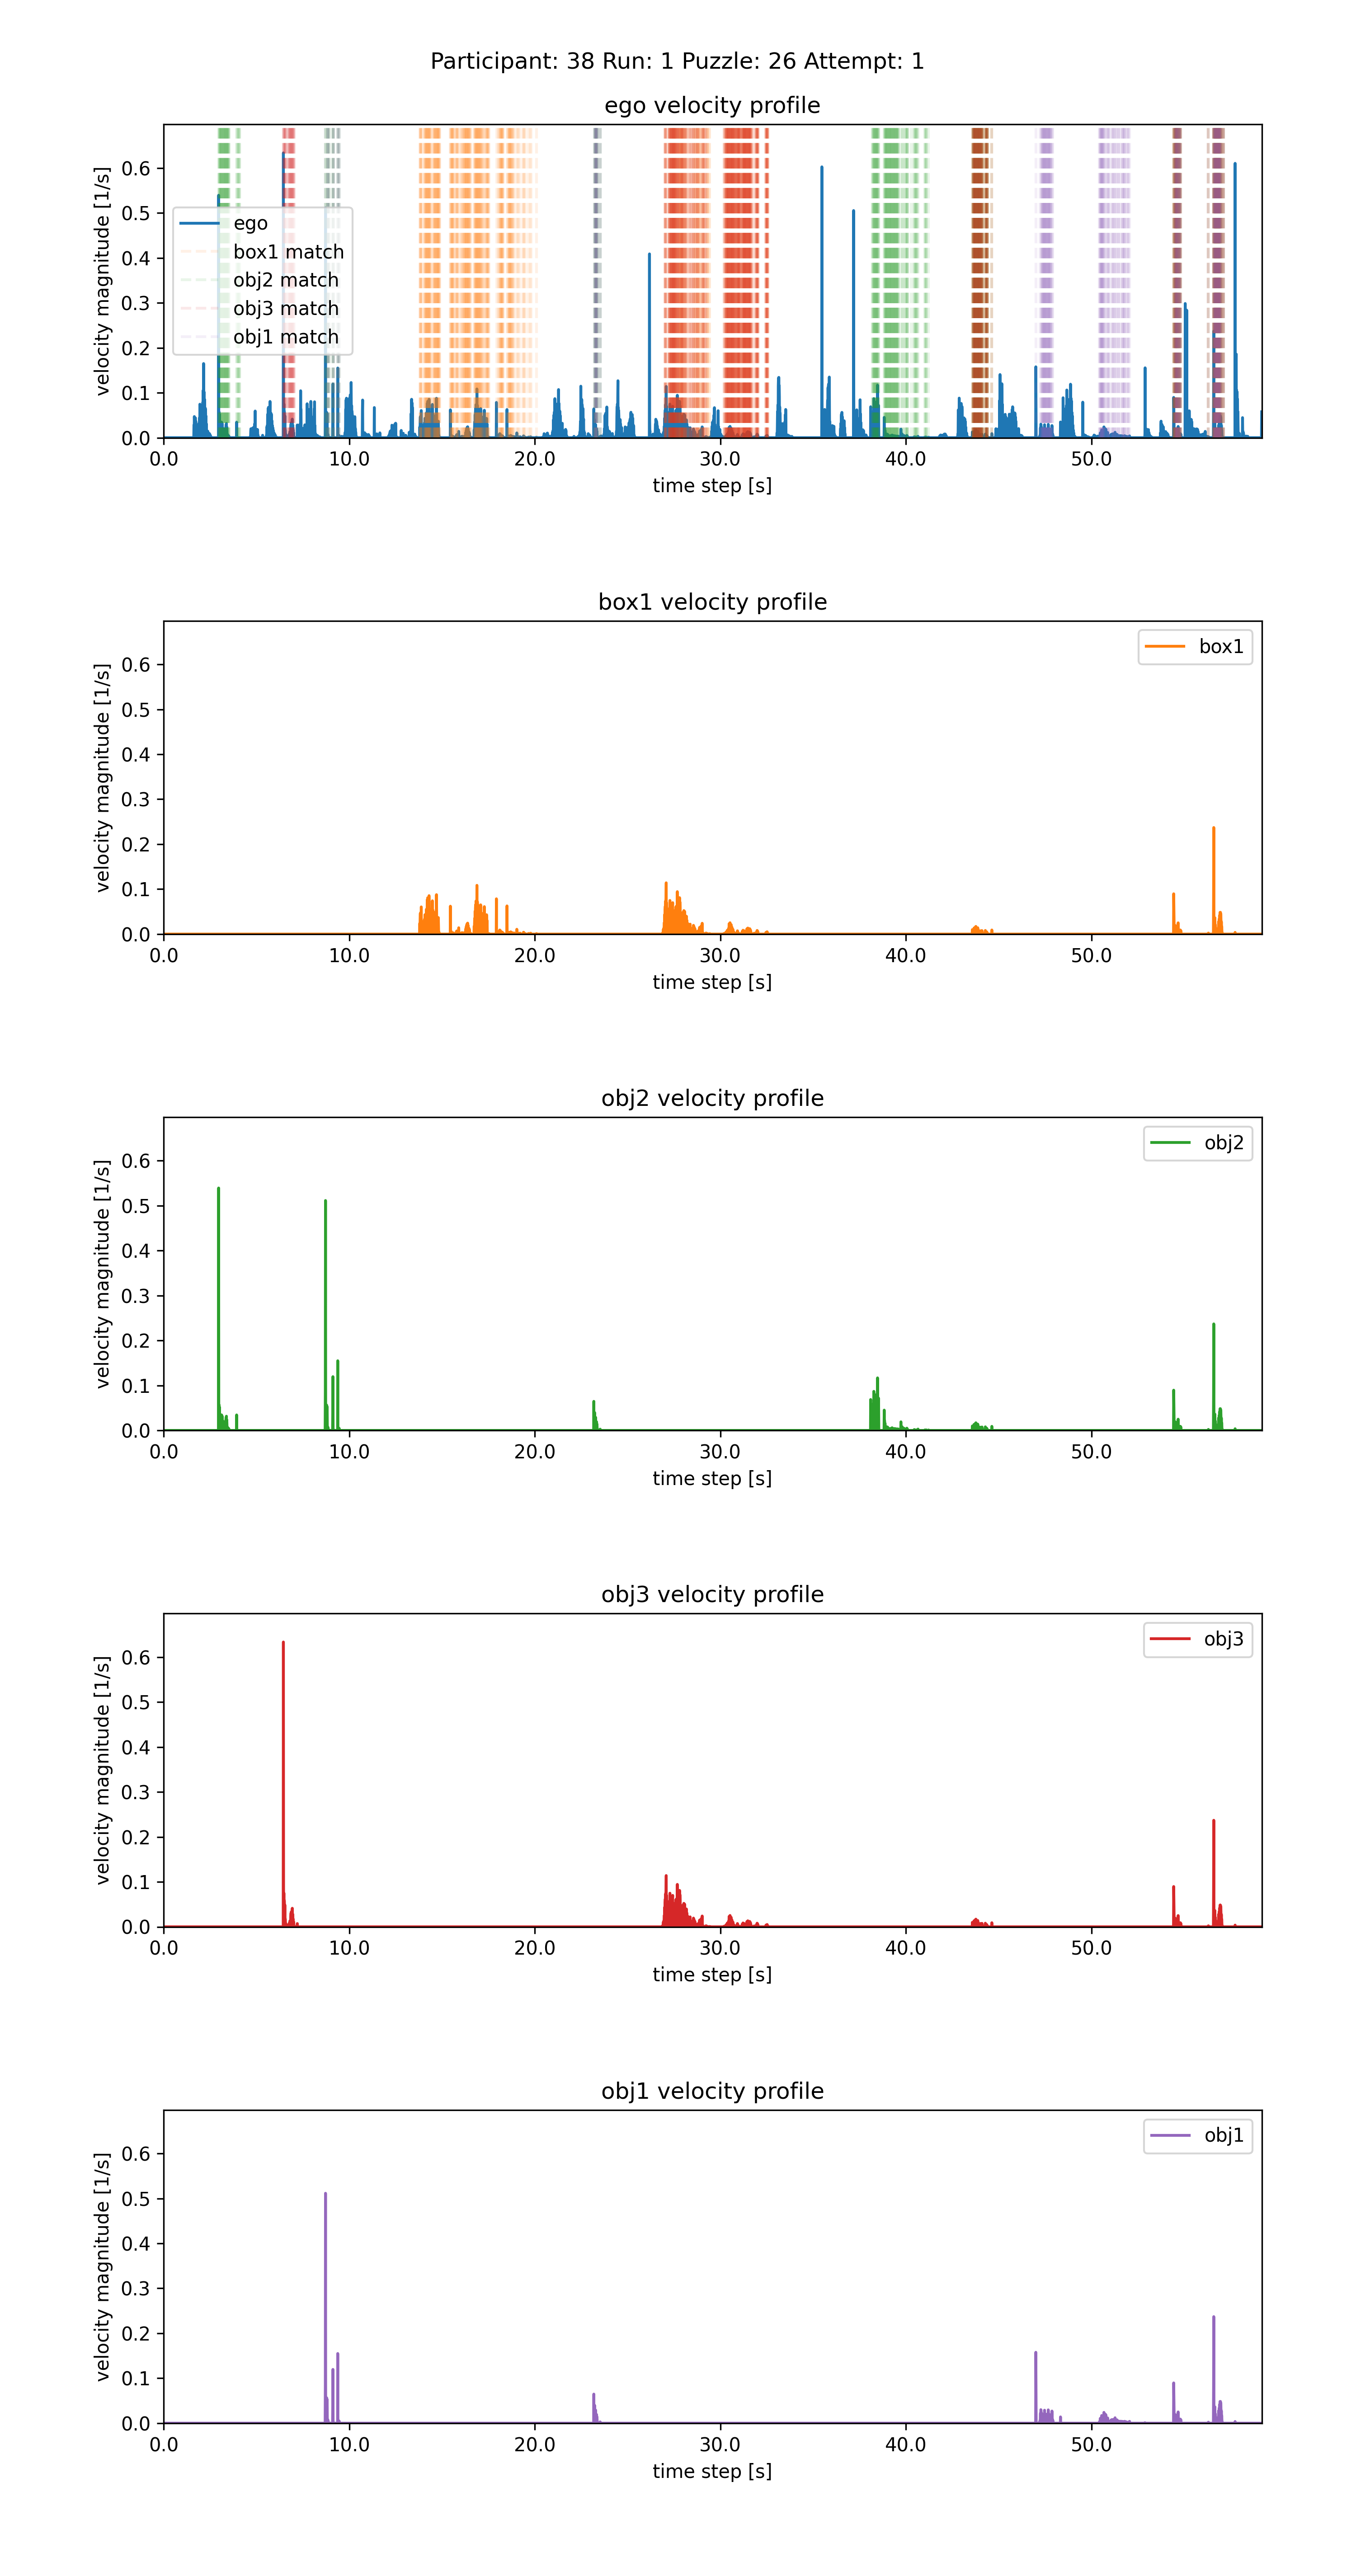 Participant: 38 Run: 1 Puzzle: 26 Attempt: 1
ego velocity profile
velocity magnitude [1/s]
0.6
0.5
0.4
0.3
0.2
0.1
0.0
ego
box1 match
obj2 match
obj3 match
obj1 match
0.0 10.0 20.0 30.0 40.0 50.0
time step [s]
box1 velocity profile
velocity magnitude [1/s]
0.6
0.5
0.4
0.3
0.2
0.1
0.0
box1
0.0 10.0 20.0 30.0 40.0 50.0
time step [s]
obj2 velocity profile
velocity magnitude [1/s]
0.6
0.5
0.4
0.3
0.2
0.1
0.0
obj2
0.0 10.0 20.0 30.0 40.0 50.0
time step [s]
obj3 velocity profile
velocity magnitude [1/s]
0.6
0.5
0.4
0.3
0.2
0.1
0.0
obj3
0.0 10.0 20.0 30.0 40.0 50.0
time step [s]
obj1 velocity profile
velocity magnitude [1/s]
0.6
0.5
0.4
0.3
0.2
0.1
0.0
obj1
0.0 10.0 20.0 30.0 40.0 50.0
time step [s]